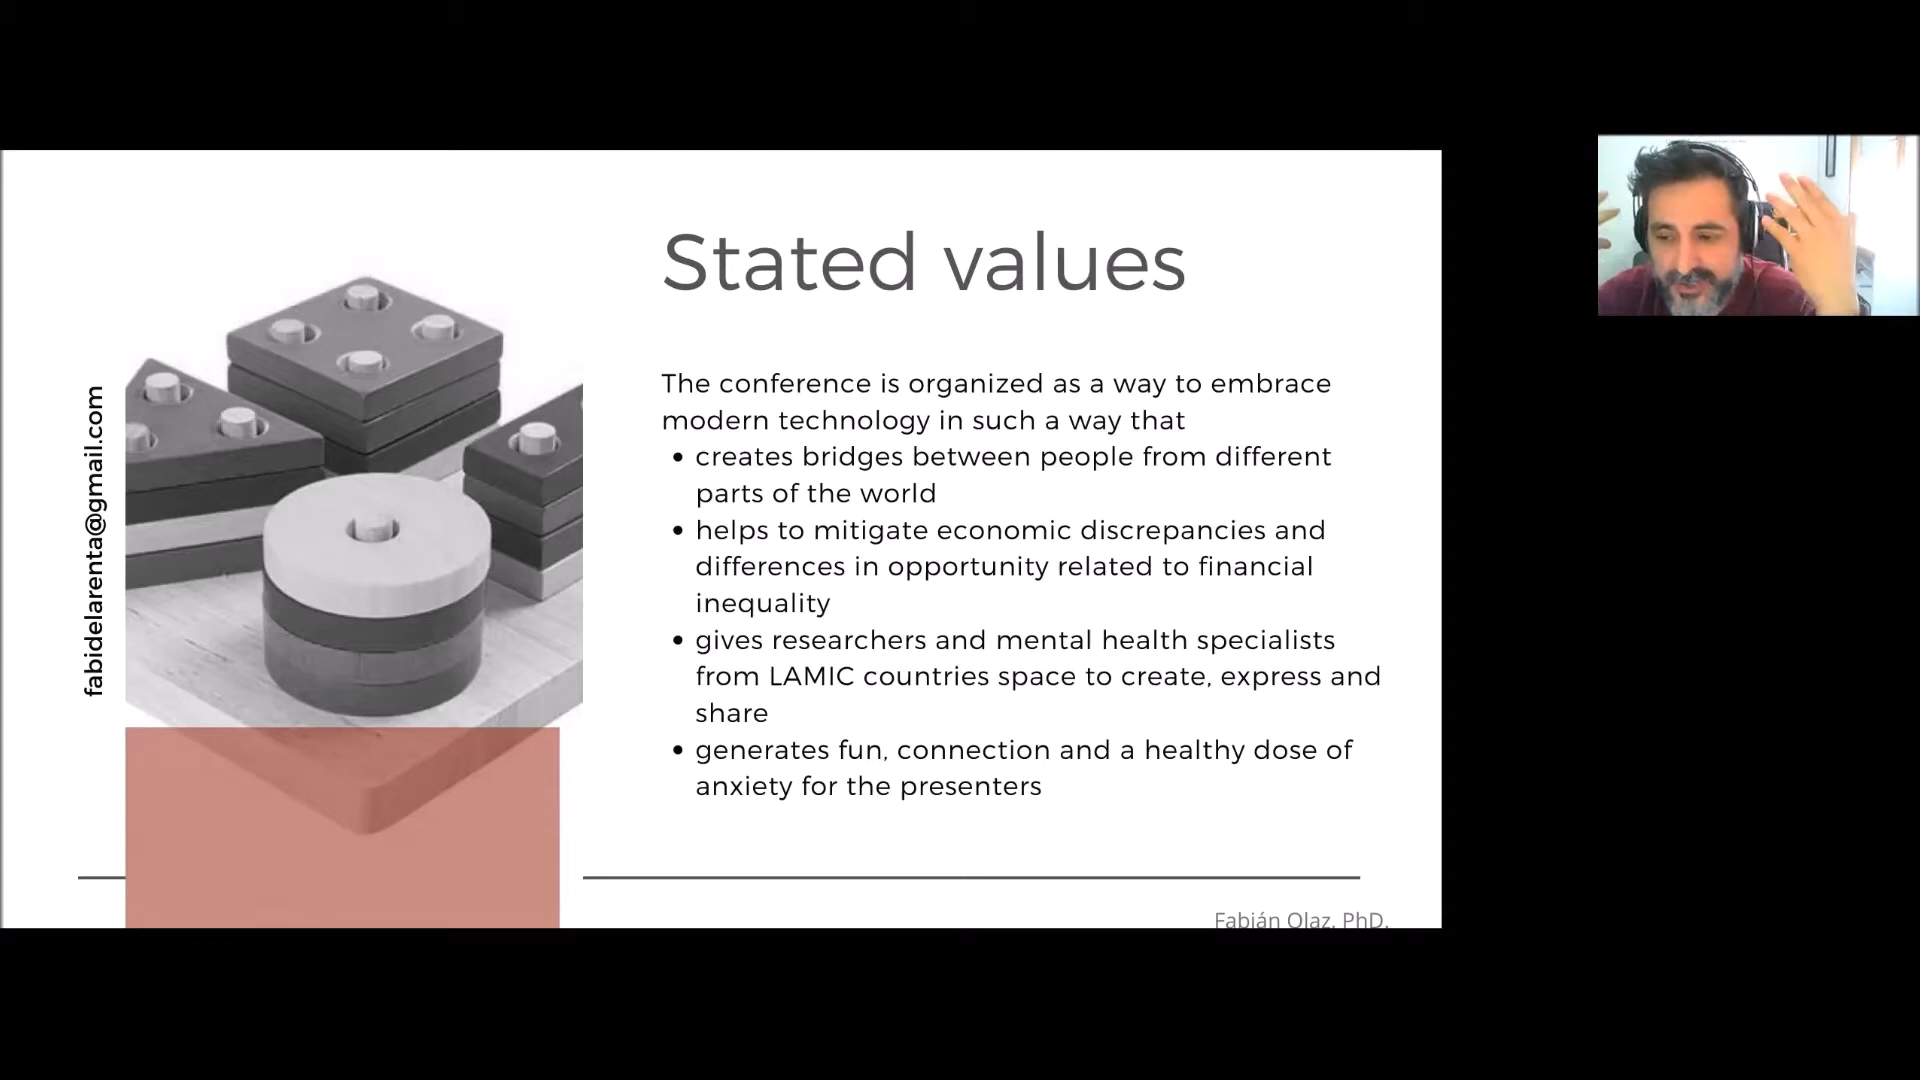 Stated values
The conference is organized as a way to embrace
modern technology in such a way that
• creates bridges between people from different
parts of the world
• helps to mitigate economic discrepancies and
differences in opportunity related to financial
inequality
• gives researchers and mental health specialists
from LAMIC countries space to create, express and
share
• generates fun, connection and a healthy dose of
anxiety for the presenters
fabidelarenta@gmail.com
Fabián Olaz, PhD.